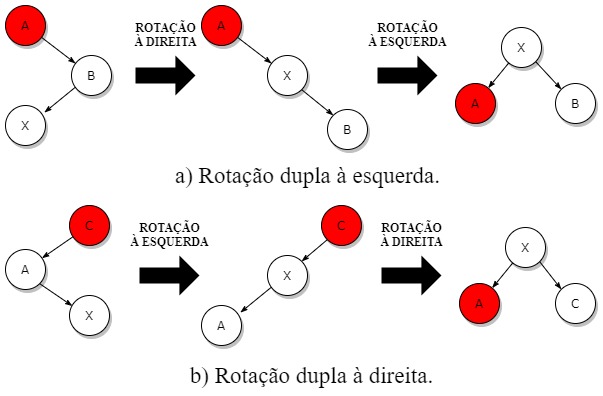 A
B
X
ROTAÇÃO
À DIREITA
A
X
B
ROTAÇÃO
À ESQUERDA
X
A
B
a) Rotação dupla à esquerda.
C
A
X
ROTAÇÃO
À ESQUERDA
C
X
A
ROTAÇÃO
À DIREITA
X
A
C
b) Rotação dupla à direita.